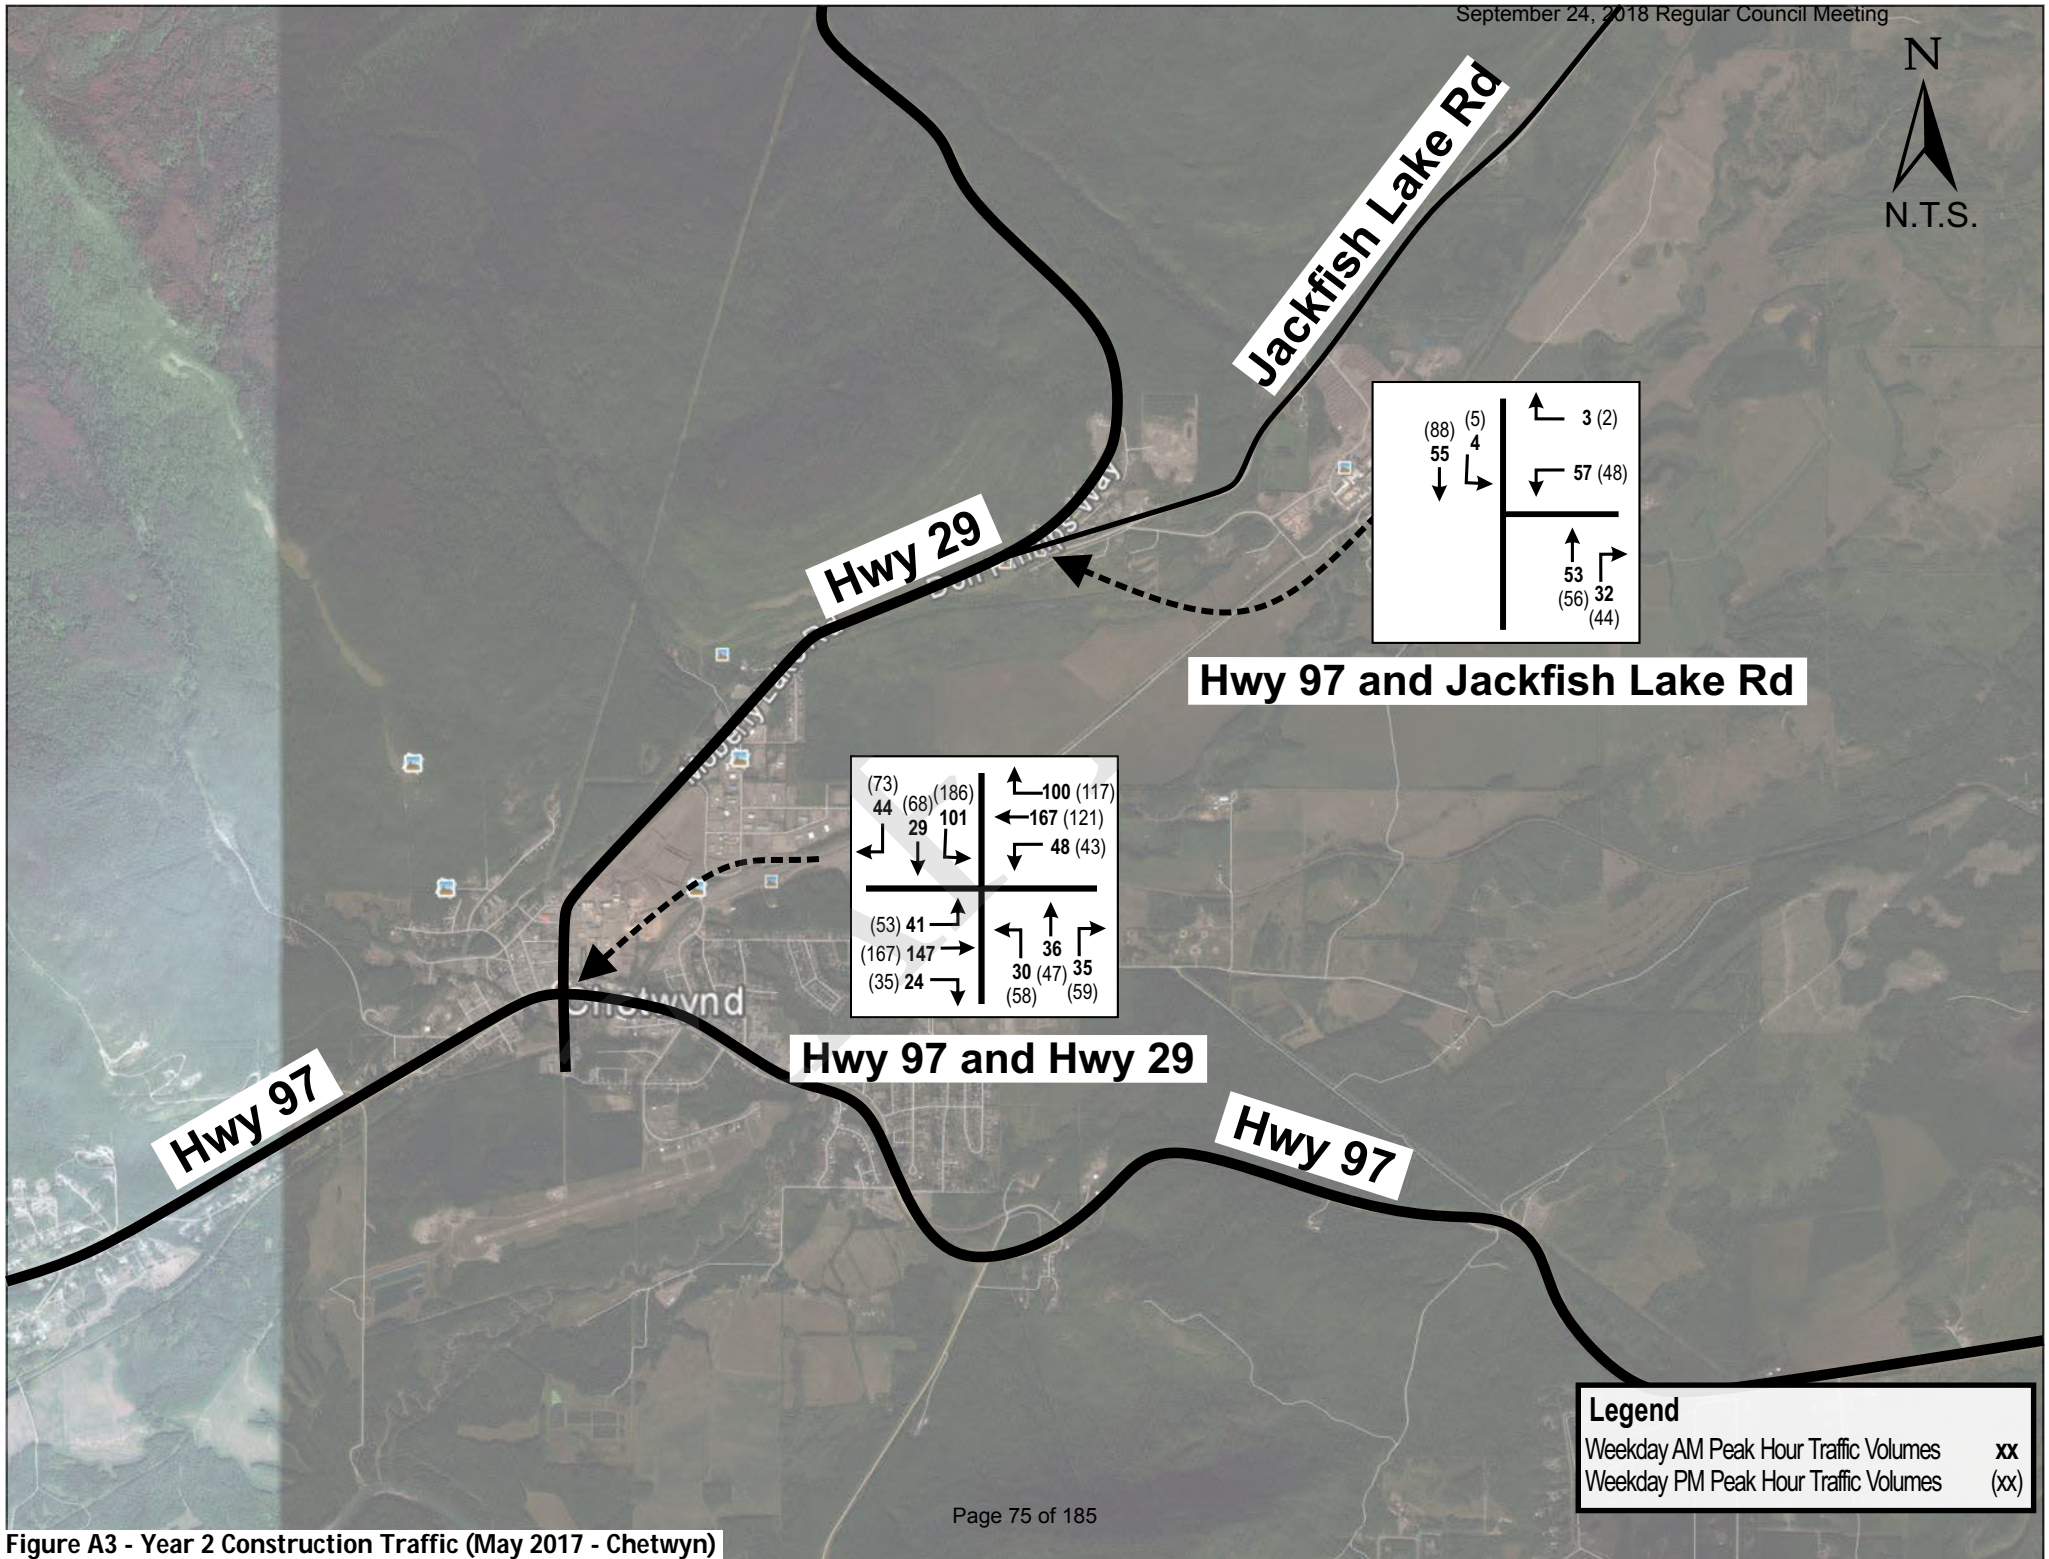 September 24, 2018 Regular Council Meeting
N
N.T.S.
Jackfish Lake Rd
Hwy 29
(88) (5)
55 4
3 (2)
57 (48)
53 32
(56) (44)
Hwy 97 and Jackfish Lake Rd
(73) (68) (186)
44 29 101
100 (117)
167 (121)
48 (43)
(53) 41
(167) 147
(35) 24
30 36 35
(58) (47) (59)
Chetwynd
Hwy 97 and Hwy 29
Hwy 97
Hwy 97
Legend
Weekday AM Peak Hour Traffic Volumes xx
Weekday PM Peak Hour Traffic Volumes (xx)
Page 75 of 185
Figure A3 - Year 2 Construction Traffic (May 2017 - Chetwyn)